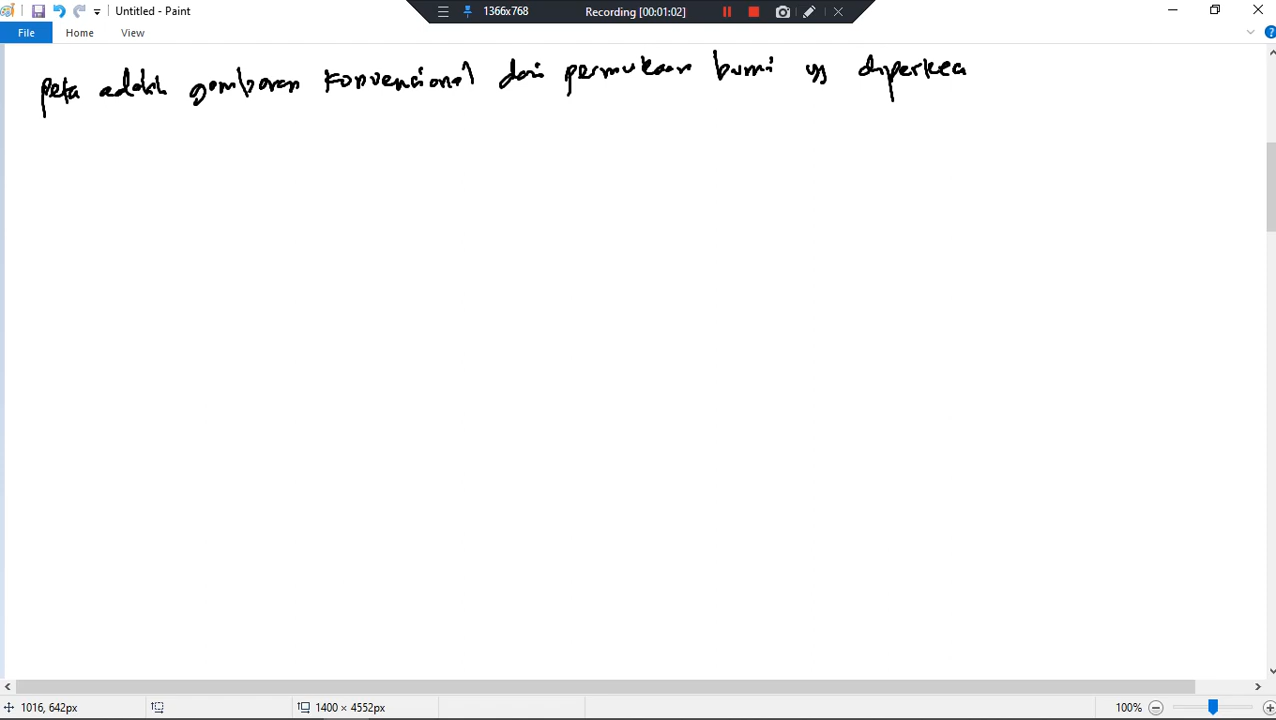 Untitled - Paint
1366x768
Recording [00:01:02]
File Home View
peta adalah gambaran konvensional dari permukaan bumi yg diperkec
1016, 642px
1400 × 4552px
100%